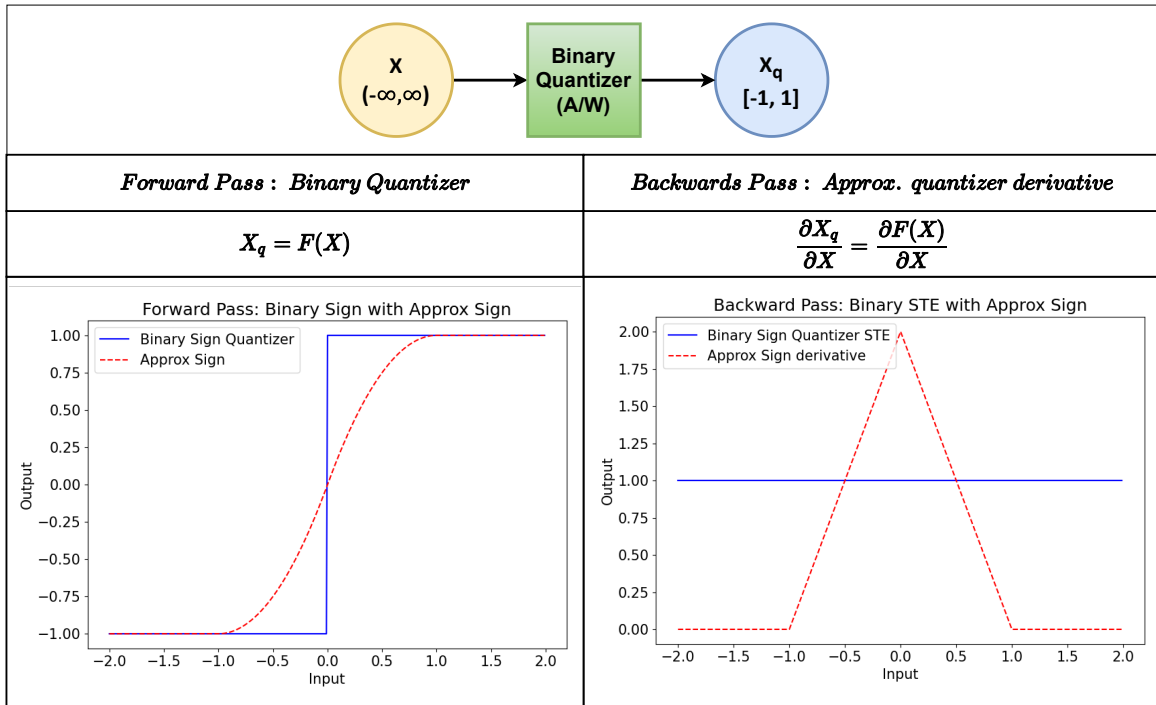 X
(-∞,∞)
Binary
Quantizer
(A/W)
X_q
[-1, 1]
Forward Pass : Binary Quantizer
Backwards Pass : Approx. quantizer derivative
X_q = F(X)
∂X_q/∂X = ∂F(X)/∂X
Forward Pass: Binary Sign with Approx Sign
Binary Sign Quantizer
Approx Sign
1.00
0.75
0.50
0.25
0.00
−0.25
−0.50
−0.75
−1.00
Output
−2.0 −1.5 −1.0 −0.5 0.0 0.5 1.0 1.5 2.0
Input
Backward Pass: Binary STE with Approx Sign
Binary Sign Quantizer STE
Approx Sign derivative
2.00
1.75
1.50
1.25
1.00
0.75
0.50
0.25
0.00
Output
−2.0 −1.5 −1.0 −0.5 0.0 0.5 1.0 1.5 2.0
Input